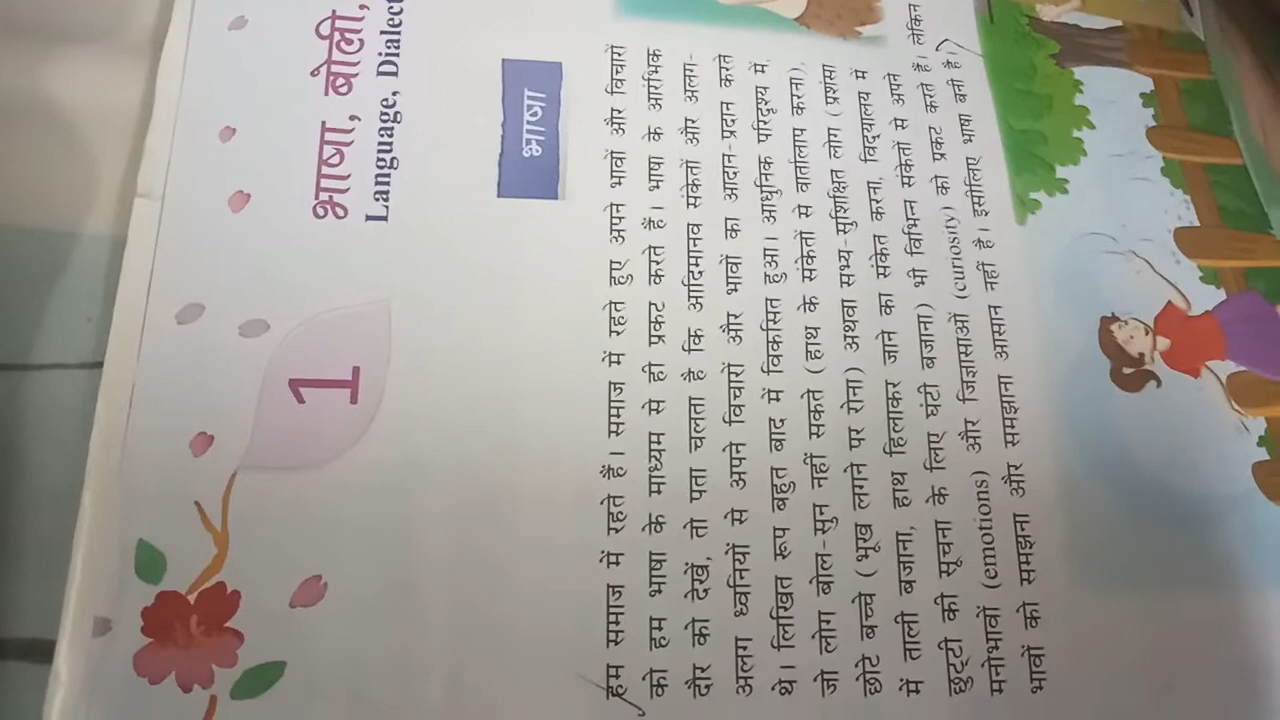 1
भाषा, बोली,
Language, Dialect
भाषा
हम समाज में रहते हैं। समाज में रहते हुए अपने भावों और विचारों
को हम भाषा के माध्यम से ही प्रकट करते हैं। भाषा के आरंभिक
दौर को देखें, तो पता चलता है कि आदिमानव संकेतों और अलग-
अलग ध्वनियों से अपने विचारों और भावों का आदान-प्रदान करते
थे। लिखित रूप बहुत बाद में विकसित हुआ। आधुनिक परिदृश्य में,
जो लोग बोल-सुन नहीं सकते (हाथ के संकेतों से वार्तालाप करना),
छोटे बच्चे (भूख लगने पर रोना) अथवा सभ्य-सुशिक्षित लोग (प्रशंसा
में ताली बजाना, हाथ हिलाकर जाने का संकेत करना, विद्यालय में
छुट्टी की सूचना के लिए घंटी बजाना) भी विभिन्न संकेतों से अपने
मनोभावों (emotions) और जिज्ञासाओं (curiosity) को प्रकट करते हैं। लेकिन
भावों को समझना और समझाना आसान नहीं है। इसीलिए भाषा बनी है।